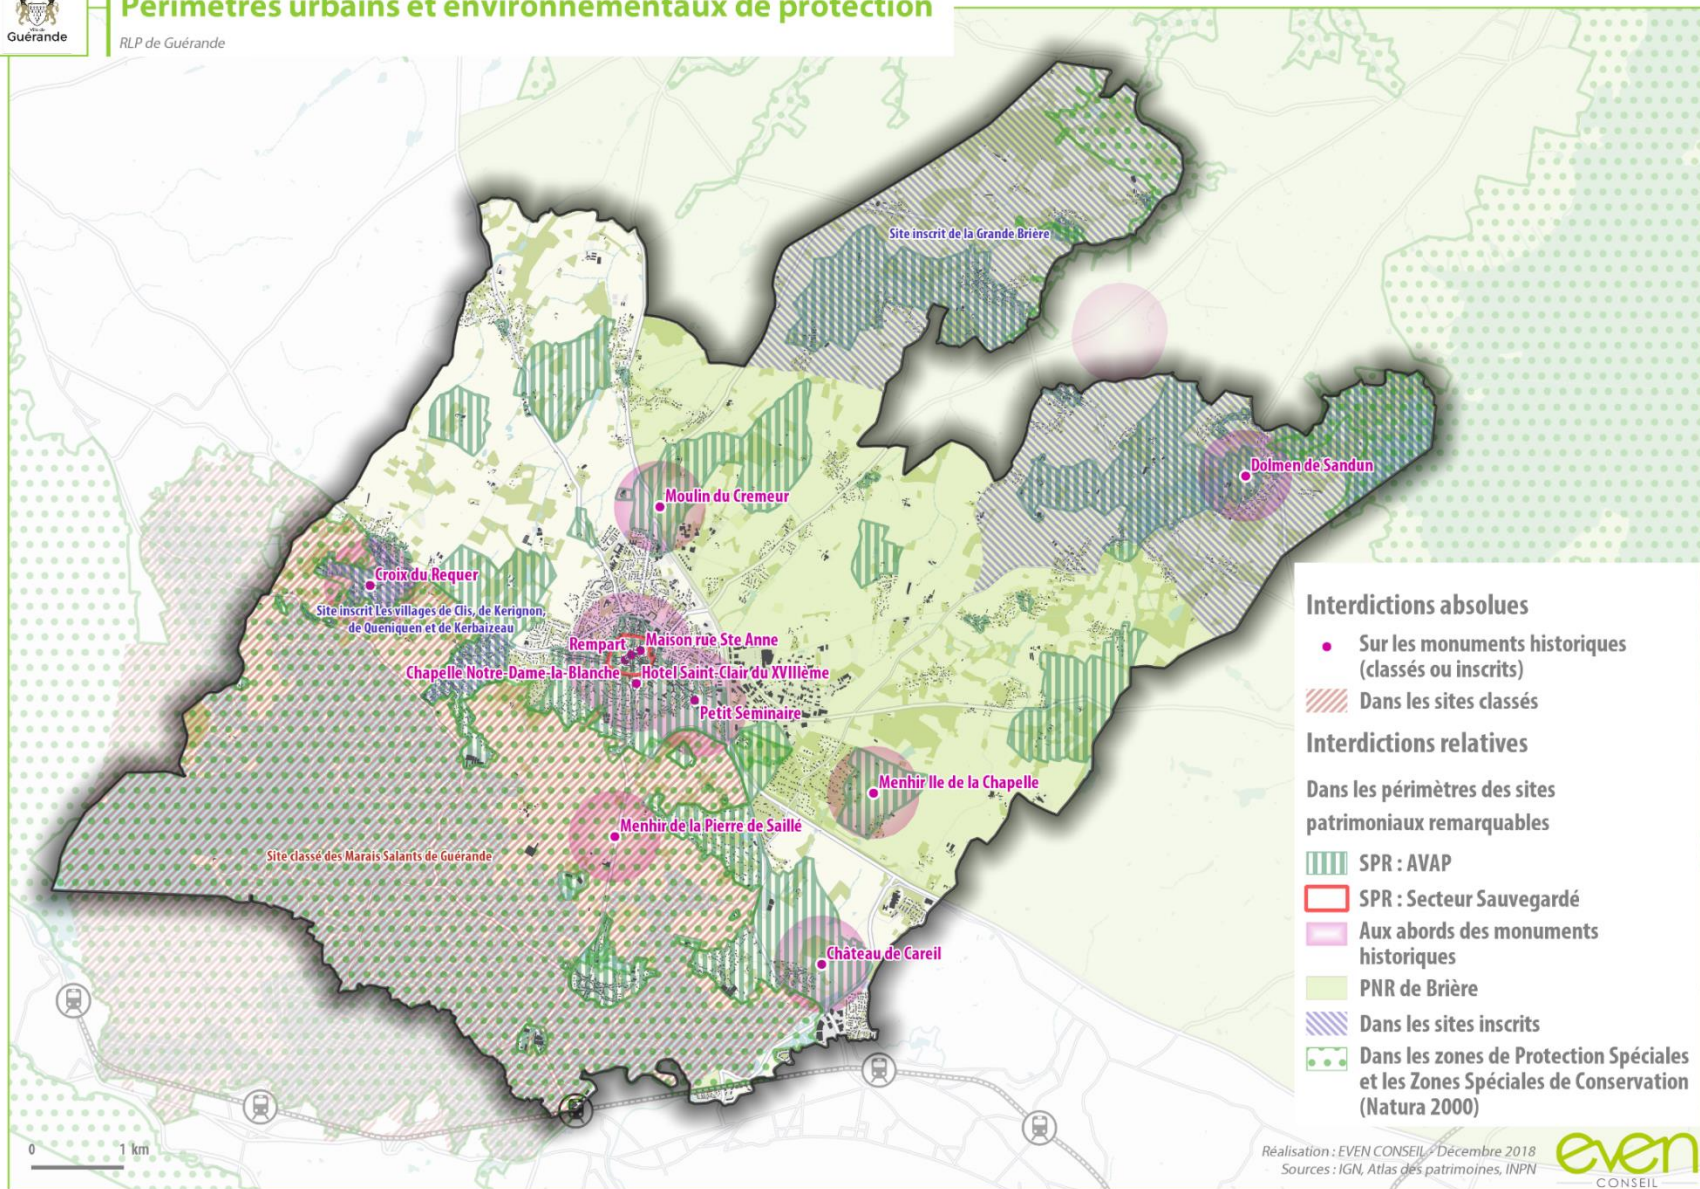 Périmètres urbains et environnementaux de protection
Ville de
Guérande
RLP de Guérande
Site inscrit de la Grande Brière
Dolmen de Sandun
Moulin du Cremeur
Croix du Requer
Site inscrit Les villages de Clis, de Kerignon,
de Queniquen et de Kerbaizeau
Rempart
Maison rue Ste Anne
Chapelle Notre-Dame-la-Blanche
Hotel Saint-Clair du XVIIIème
Petit Seminaire
Menhir Ile de la Chapelle
Menhir de la Pierre de Saillé
Site classé des Marais Salants de Guérande
Château de Careil
Interdictions absolues
Sur les monuments historiques
(classés ou inscrits)
Dans les sites classés
Interdictions relatives
Dans les périmètres des sites
patrimoniaux remarquables
SPR : AVAP
SPR : Secteur Sauvegardé
Aux abords des monuments
historiques
PNR de Brière
Dans les sites inscrits
Dans les zones de Protection Spéciales
et les Zones Spéciales de Conservation
(Natura 2000)
0 1 km
Réalisation : EVEN CONSEIL - Décembre 2018
Sources : IGN, Atlas des patrimoines, INPN
even
CONSEIL